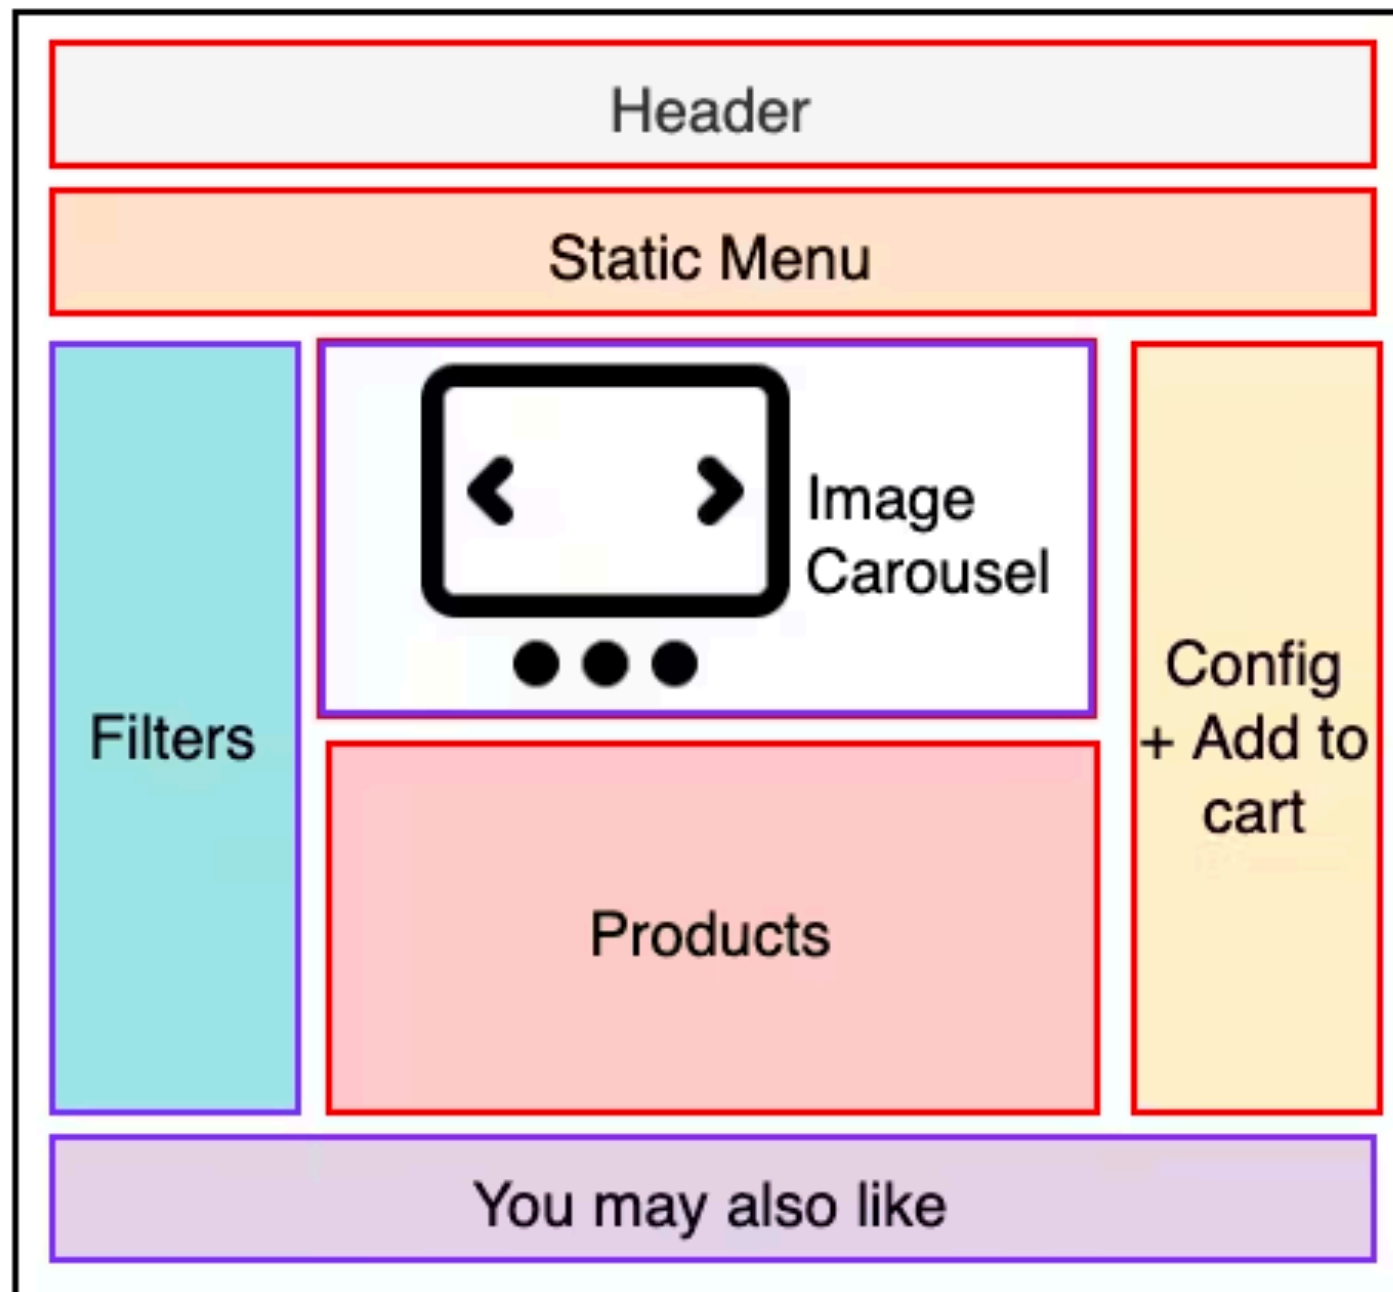 Header
Static Menu
Filters
Image
Carousel
Config
+ Add to
cart
Products
You may also like